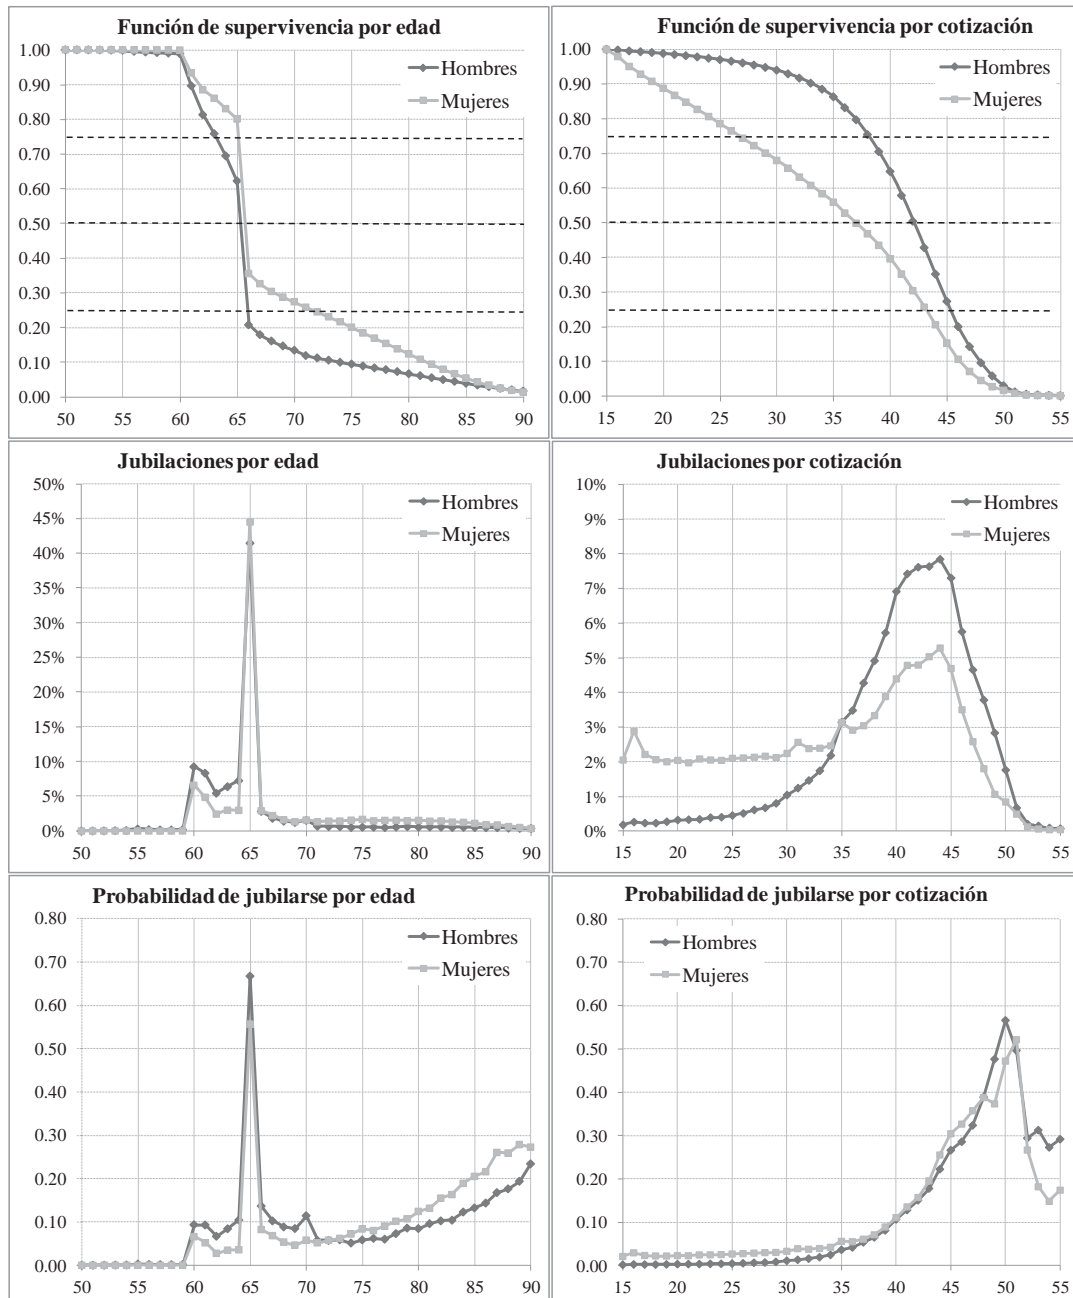 Función de supervivencia por edad
1.00
0.90
0.80
0.70
0.60
0.50
0.40
0.30
0.20
0.10
0.00
Hombres
Mujeres
50 55 60 65 70 75 80 85 90
Función de supervivencia por cotización
1.00
0.90
0.80
0.70
0.60
0.50
0.40
0.30
0.20
0.10
0.00
Hombres
Mujeres
15 20 25 30 35 40 45 50 55
Jubilaciones por edad
50%
45%
40%
35%
30%
25%
20%
15%
10%
5%
0%
Hombres
Mujeres
50 55 60 65 70 75 80 85 90
Jubilaciones por cotización
10%
9%
8%
7%
6%
5%
4%
3%
2%
1%
0%
Hombres
Mujeres
15 20 25 30 35 40 45 50 55
Probabilidad de jubilarse por edad
0.80
0.70
0.60
0.50
0.40
0.30
0.20
0.10
0.00
Hombres
Mujeres
50 55 60 65 70 75 80 85 90
Probabilidad de jubilarse por cotización
0.80
0.70
0.60
0.50
0.40
0.30
0.20
0.10
0.00
Hombres
Mujeres
15 20 25 30 35 40 45 50 55